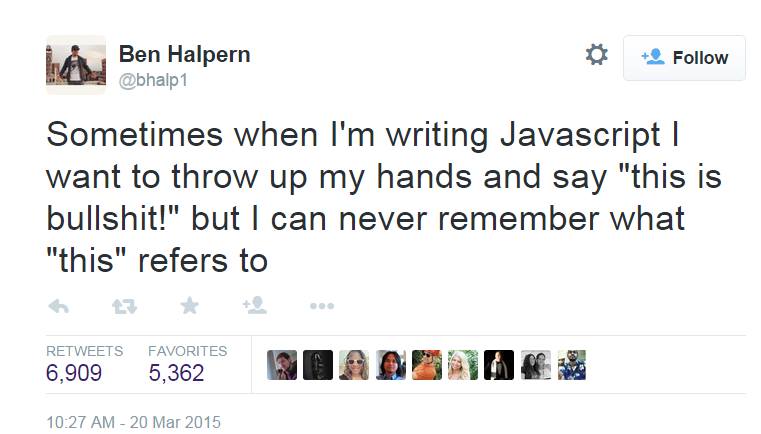 Ben Halpern
@bhalp1
Follow
Sometimes when I'm writing Javascript I
want to throw up my hands and say "this is
bullshit!" but I can never remember what
"this" refers to
RETWEETS FAVORITES
6,909 5,362
10:27 AM - 20 Mar 2015